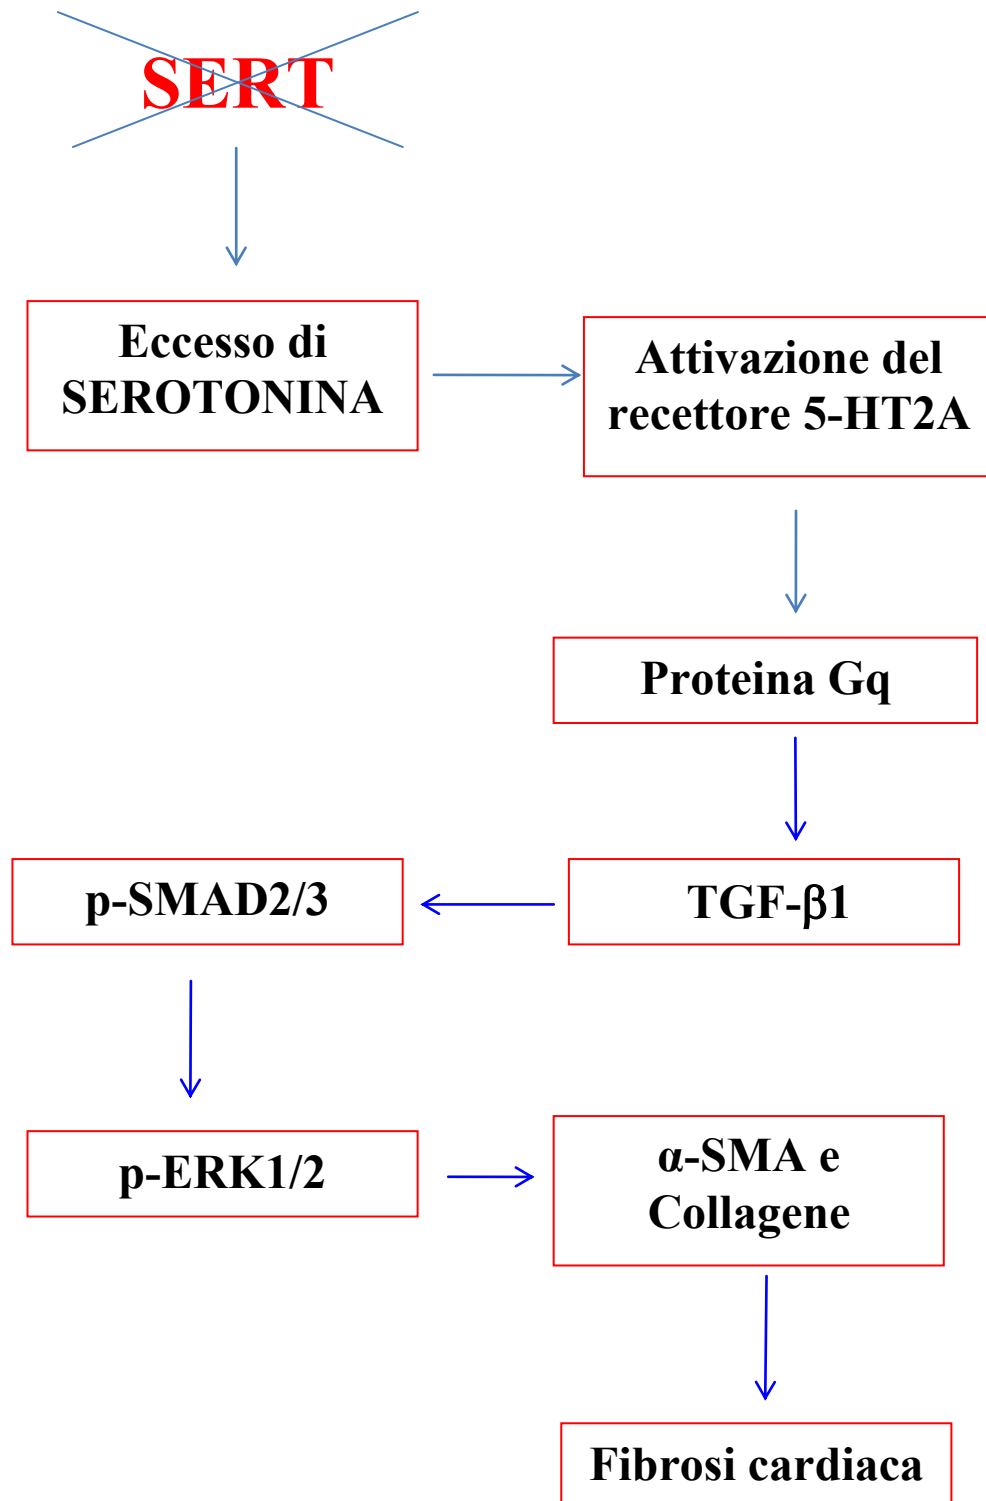 SERT
Eccesso di
SEROTONINA
Attivazione del
recettore 5-HT2A
Proteina Gq
TGF-β1
p-SMAD2/3
p-ERK1/2
α-SMA e
Collagene
Fibrosi cardiaca